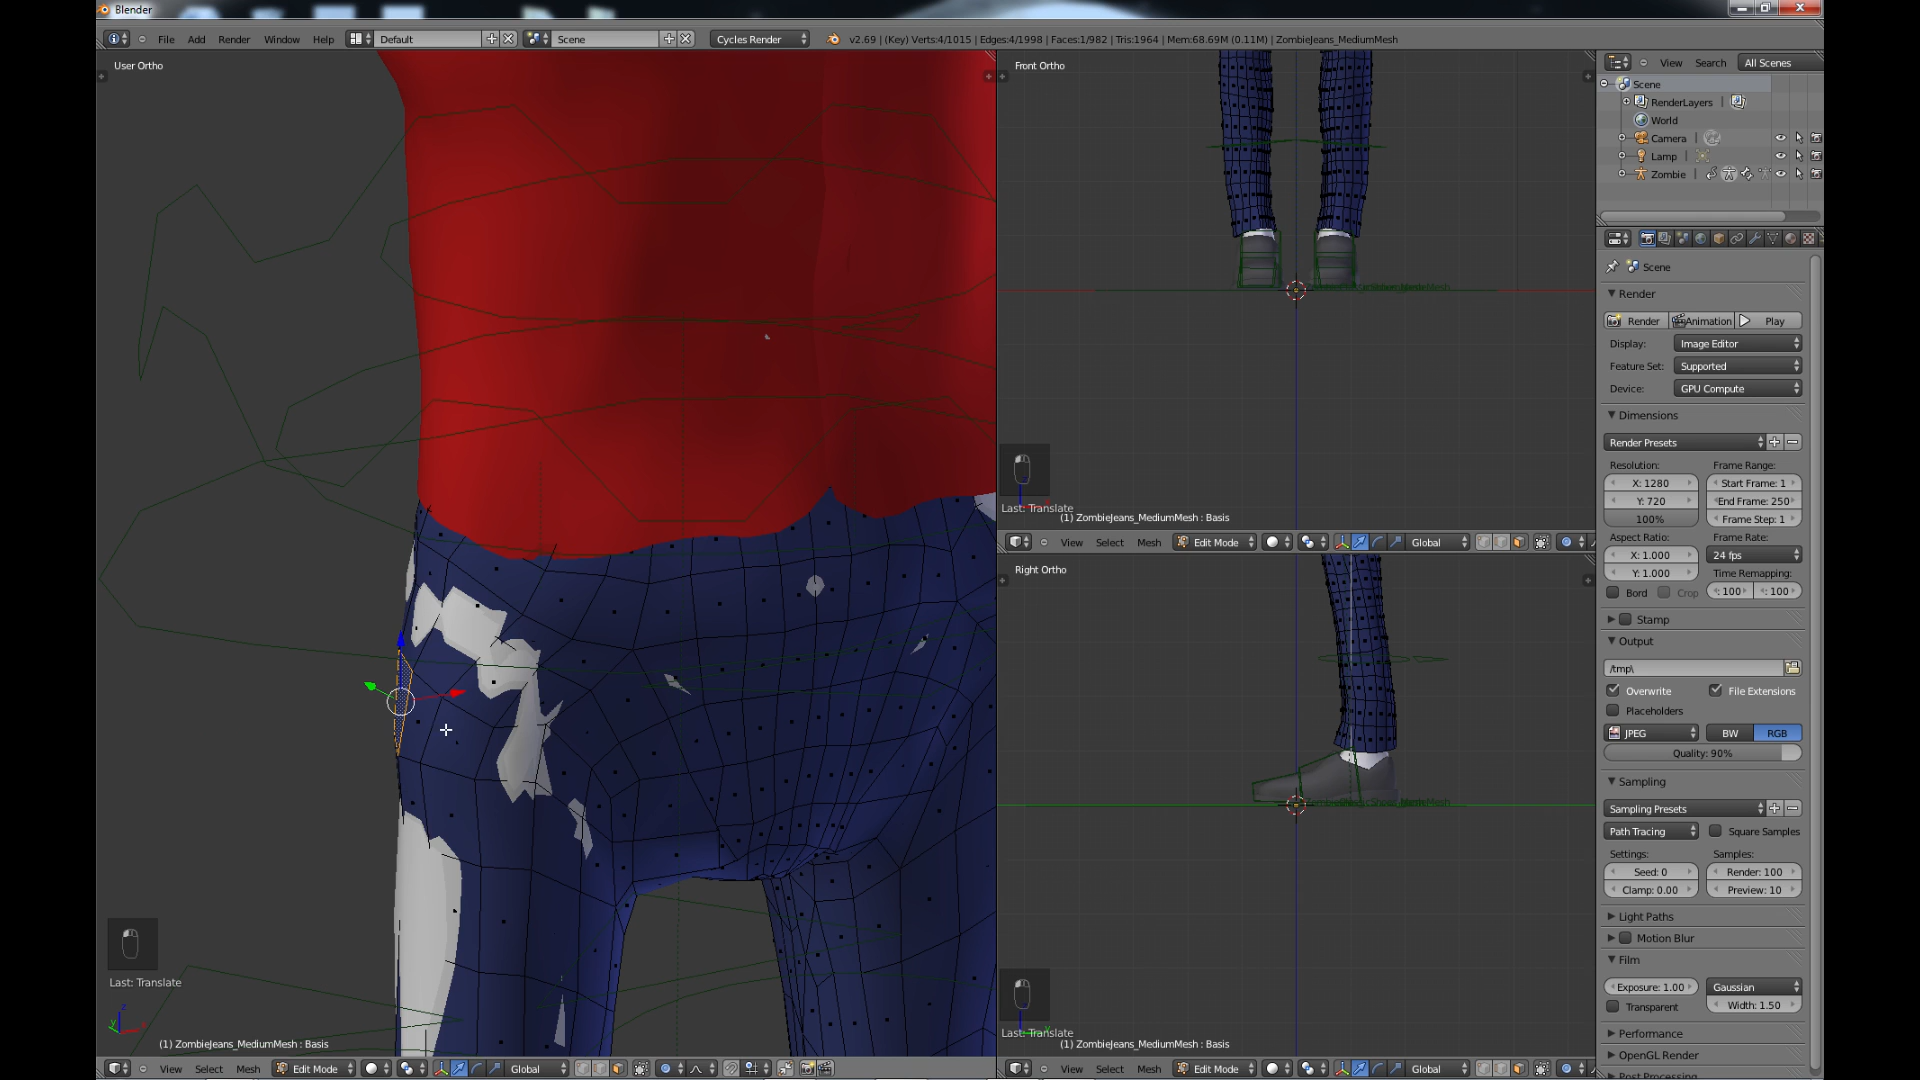 Blender
File Add Render Window Help Default Scene Cycles Render v2.69 | (Key) Verts:4/1015 | Edges:4/1998 | Faces:1/982 | Tris:1964 | Mem:68.69M (0.11M) | ZombieJeans_MediumMesh
User Ortho
Last: Translate
(1) ZombieJeans_MediumMesh : Basis
View Select Mesh Edit Mode Global
Front Ortho
Last: Translate
(1) ZombieJeans_MediumMesh : Basis
View Select Mesh Edit Mode Global
Right Ortho
Last: Translate
(1) ZombieJeans_MediumMesh : Basis
View Select Mesh Edit Mode Global
View Search All Scenes
Scene
RenderLayers |
World
Camera |
Lamp |
Zombie |
Scene
Render
Render Animation Play
Display: Image Editor
Feature Set: Supported
Device: GPU Compute
Dimensions
Render Presets
Resolution: Frame Range:
X: 1280 Start Frame: 1
Y: 720 End Frame: 250
100% Frame Step: 1
Aspect Ratio: Frame Rate:
X: 1.000 24 fps
Y: 1.000 Time Remapping:
Bord Crop : 100 : 100
Stamp
Output
/tmp\
Overwrite File Extensions
Placeholders
JPEG BW RGB
Quality: 90%
Sampling
Sampling Presets
Path Tracing Square Samples
Settings: Samples:
Seed: 0 Render: 100
Clamp: 0.00 Preview: 10
Light Paths
Motion Blur
Film
Exposure: 1.00 Gaussian
Transparent Width: 1.50
Performance
OpenGL Render
Post Processing